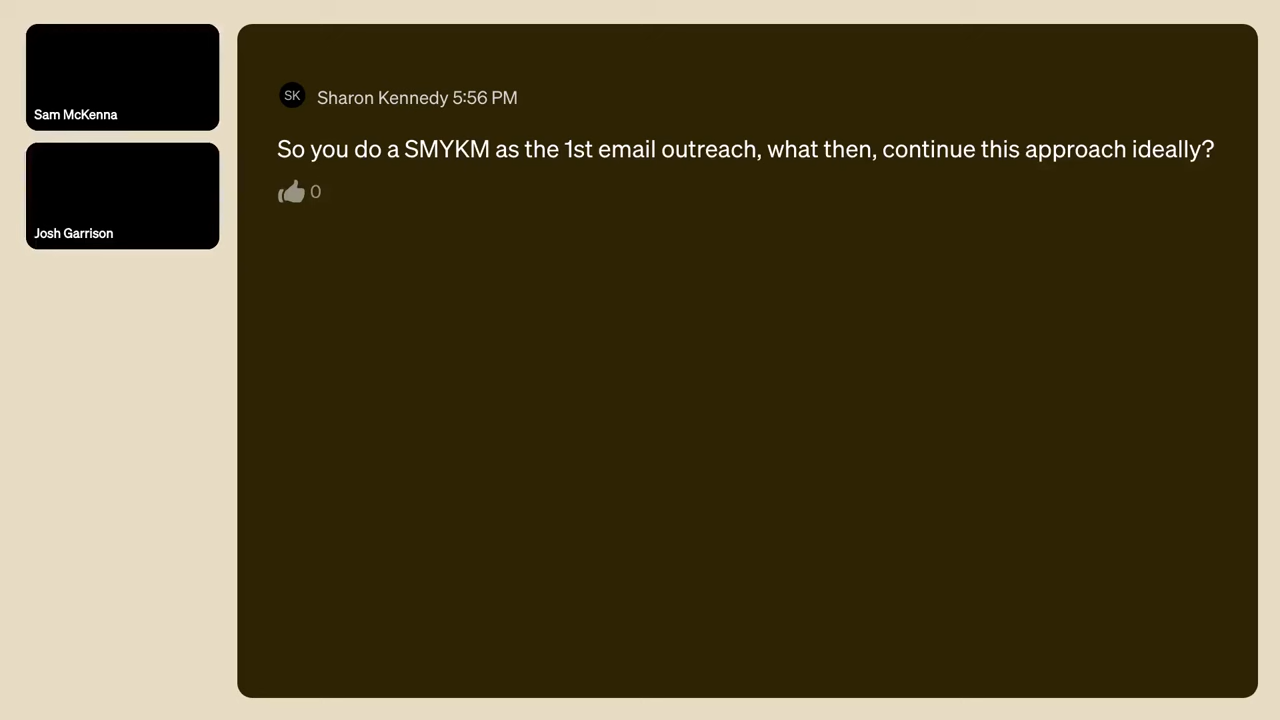 Sam McKenna
Josh Garrison
SK
Sharon Kennedy 5:56 PM
So you do a SMYKM as the 1st email outreach, what then, continue this approach ideally?
0